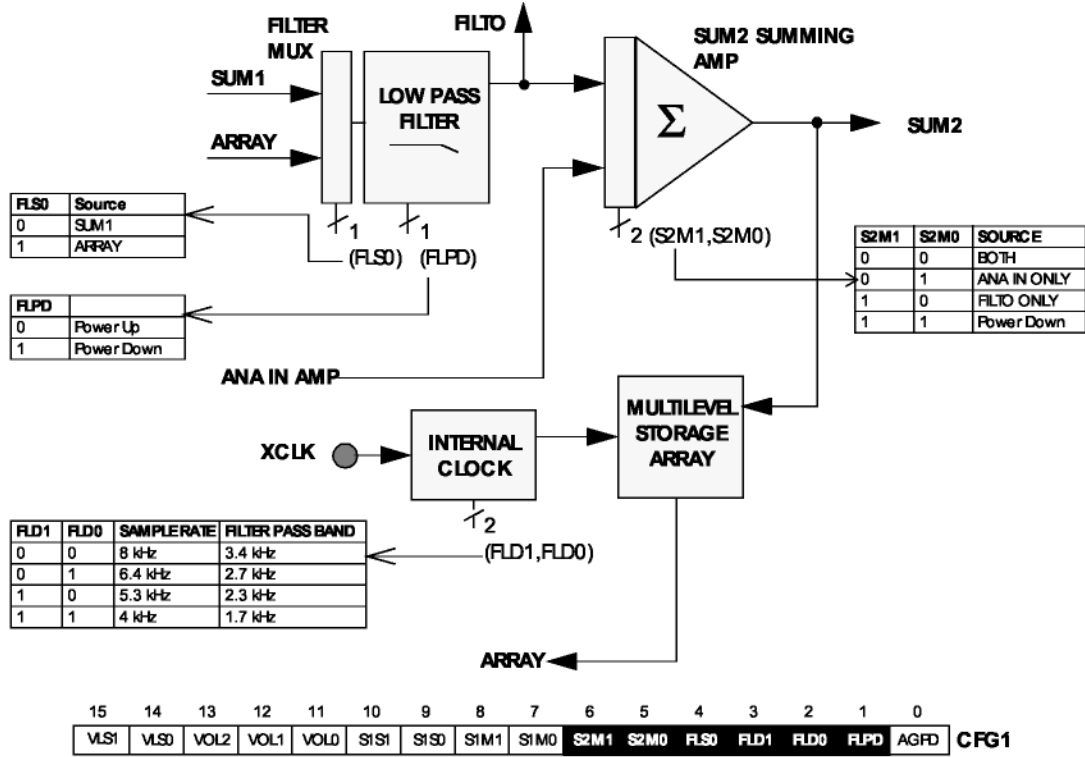 FILTER
MUX
FILTO
SUM2 SUMMING
AMP
SUM1
ARRAY
LOW PASS
FILTER
Σ
SUM2
1
(FLS0)
1
(FLPD)
2 (S2M1,S2M0)
FLS0 Source
0 SUM1
1 ARRAY
S2M1 S2M0 SOURCE
0 0 BOTH
0 1 ANA IN ONLY
1 0 FILTO ONLY
1 1 Power Down
FLPD
0 Power Up
1 Power Down
ANA IN AMP
MULTILEVEL
STORAGE
ARRAY
XCLK
INTERNAL
CLOCK
2
(FLD1,FLD0)
FLD1 FLD0 SAMPLE RATE FILTER PASS BAND
0 0 8 kHz 3.4 kHz
0 1 6.4 kHz 2.7 kHz
1 0 5.3 kHz 2.3 kHz
1 1 4 kHz 1.7 kHz
ARRAY
15 14 13 12 11 10 9 8 7 6 5 4 3 2 1 0
VLS1 VLS0 VOL2 VOL1 VOL0 S1S1 S1S0 S1M1 S1M0 S2M1 S2M0 FLS0 FLD1 FLD0 FLPD AGPD CFG1